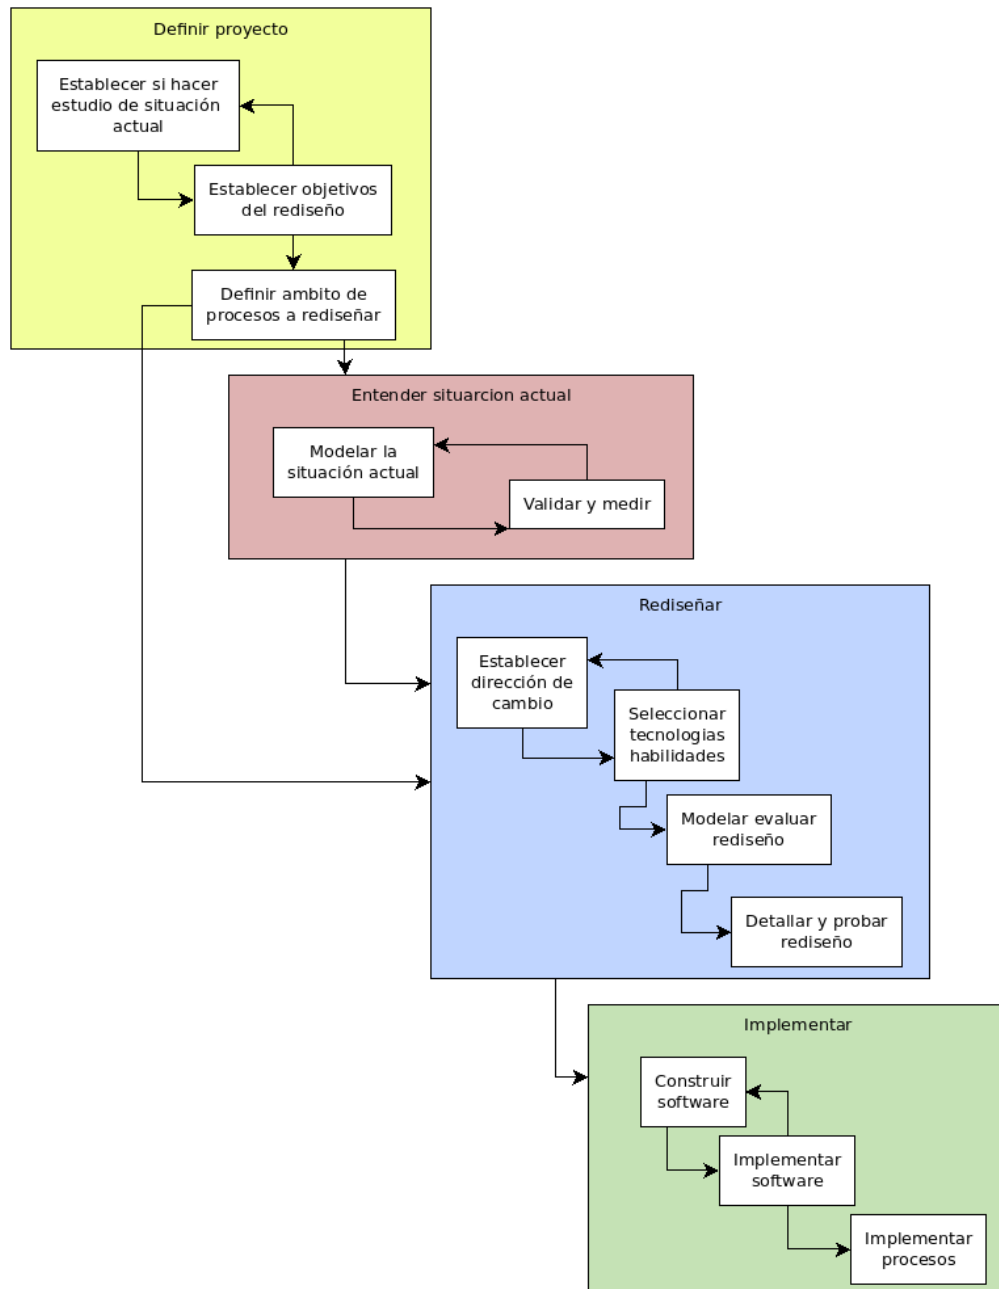 Definir proyecto
Establecer si hacer
estudio de situación
actual
Establecer objetivos
del rediseño
Definir ambito de
procesos a rediseñar
Entender situarcion actual
Modelar la
situación actual
Validar y medir
Rediseñar
Establecer
dirección de
cambio
Seleccionar
tecnologias
habilidades
Modelar evaluar
rediseño
Detallar y probar
rediseño
Implementar
Construir
software
Implementar
software
Implementar
procesos